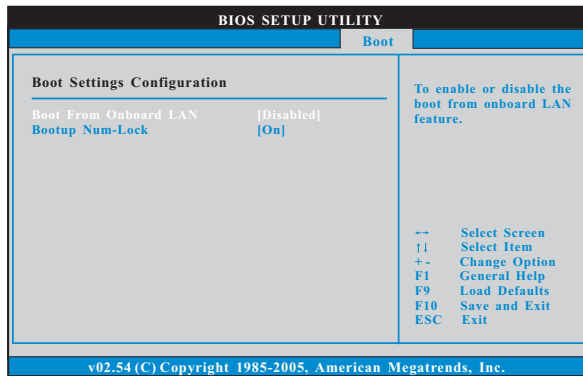 BIOS SETUP UTILITY
Boot
Boot Settings Configuration
Boot From Onboard LAN [Disabled]
Bootup Num-Lock [On]
To enable or disable the
boot from onboard LAN
feature.
←→ Select Screen
↑↓ Select Item
+ - Change Option
F1 General Help
F9 Load Defaults
F10 Save and Exit
ESC Exit
v02.54 (C) Copyright 1985-2005, American Megatrends, Inc.